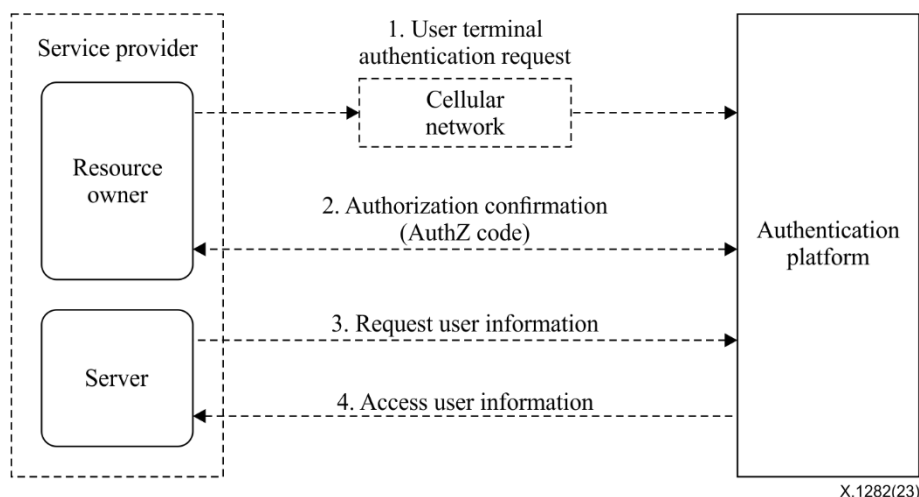 Service provider
1. User terminal
authentication request
Cellular
network
Resource
owner
2. Authorization confirmation
(AuthZ code)
Authentication
platform
3. Request user information
Server
4. Access user information
X.1282(23)